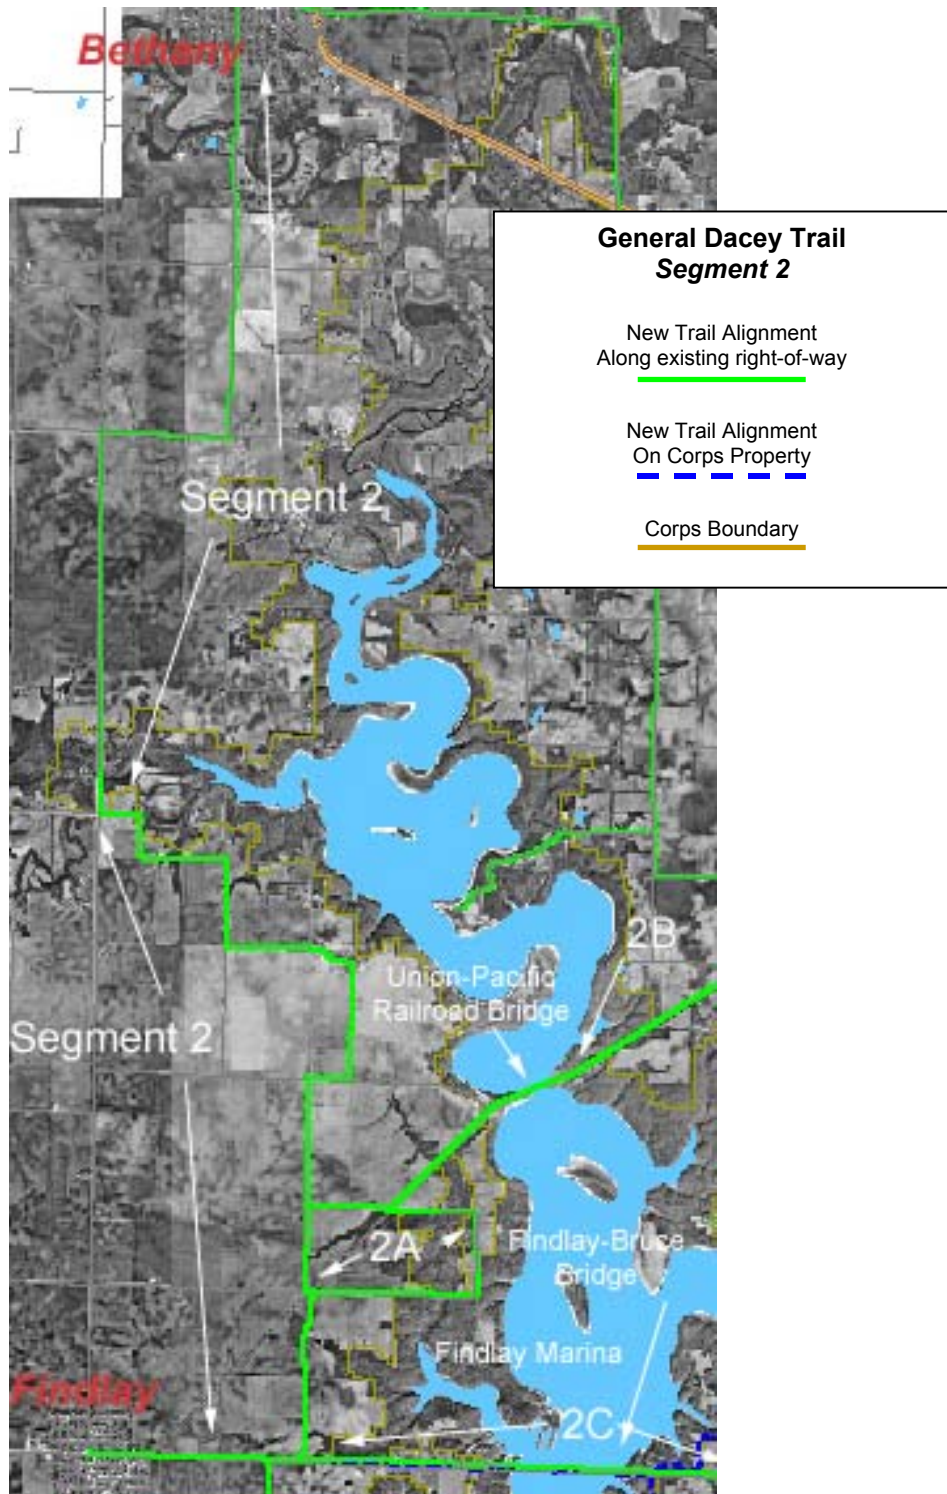 Bethany
General Dacey Trail
Segment 2
New Trail Alignment
Along existing right-of-way
New Trail Alignment
On Corps Property
Corps Boundary
Segment 2
2B
Union-Pacific
Railroad Bridge
Segment 2
2A
Findlay-Bruce
Bridge
Findlay Marina
Findlay
2C